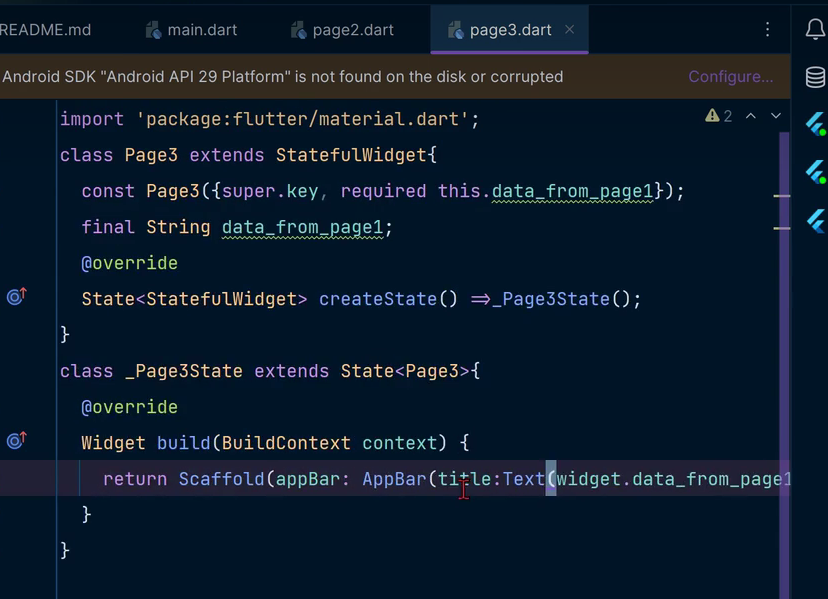 README.md main.dart page2.dart page3.dart
Android SDK "Android API 29 Platform" is not found on the disk or corrupted Configure...
import 'package:flutter/material.dart'; 2
class Page3 extends StatefulWidget{
const Page3({super.key, required this.data_from_page1});
final String data_from_page1;
@override
State<StatefulWidget> createState() =>_Page3State();
}
class _Page3State extends State<Page3>{
@override
Widget build(BuildContext context) {
return Scaffold(appBar: AppBar(title:Text(widget.data_from_page1
}
}